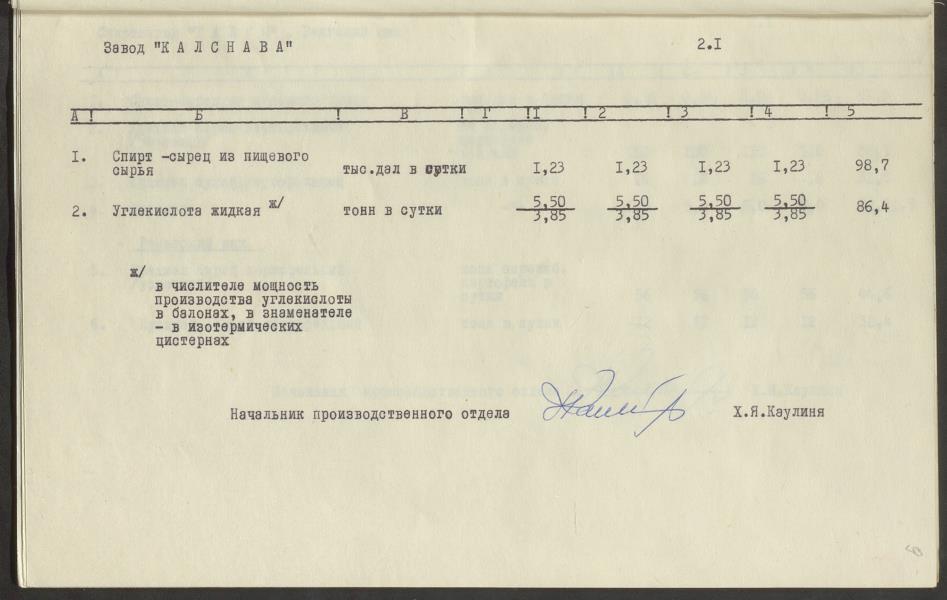 Завод "К А Л С Н А В А" 2.I
А ! Б ! В ! Г !I ! 2 ! 3 ! 4 ! 5
I. Спирт -сырец из пищевого
сырья тыс.дал в сутки I,23 I,23 I,23 I,23 98,7
2. Углекислота жидкая ж/ тонн в сутки 5,50 5,50 5,50 5,50 86,4
3,85 3,85 3,85 3,85
ж/
в числителе мощность
производства углекислоты
в балонах, в знаменателе
- в изотермических
цистернах
Начальник производственного отдела Х.Я.Каулиня